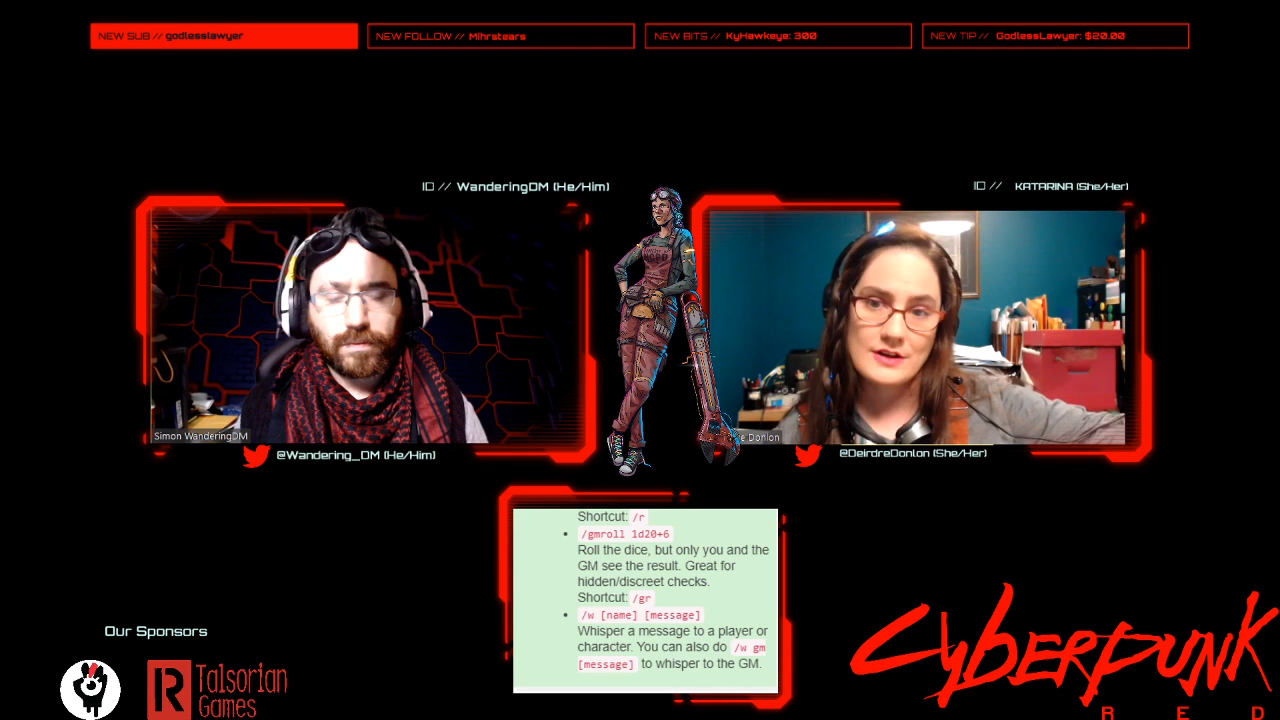 NEW SUB // godlesslawyer
NEW FOLLOW // Mihrstears
NEW BITS // KyHawkeye: 300
NEW TIP // GodlessLawyer: $20.00
ID // WanderingDM (He/Him)
ID // KATARINA (She/Her)
Simon WanderingDM
e Donlon
@Wandering_DM (He/Him)
@DeirdreDonlon (She/Her)
Shortcut: /r
• /gmroll 1d20+6
Roll the dice, but only you and the
GM see the result. Great for
hidden/discreet checks.
Shortcut: /gr
• /w [name] [message]
Whisper a message to a player or
character. You can also do /w gm
[message] to whisper to the GM.
Our Sponsors
R Talsorian
Games
Cyberpunk
RED